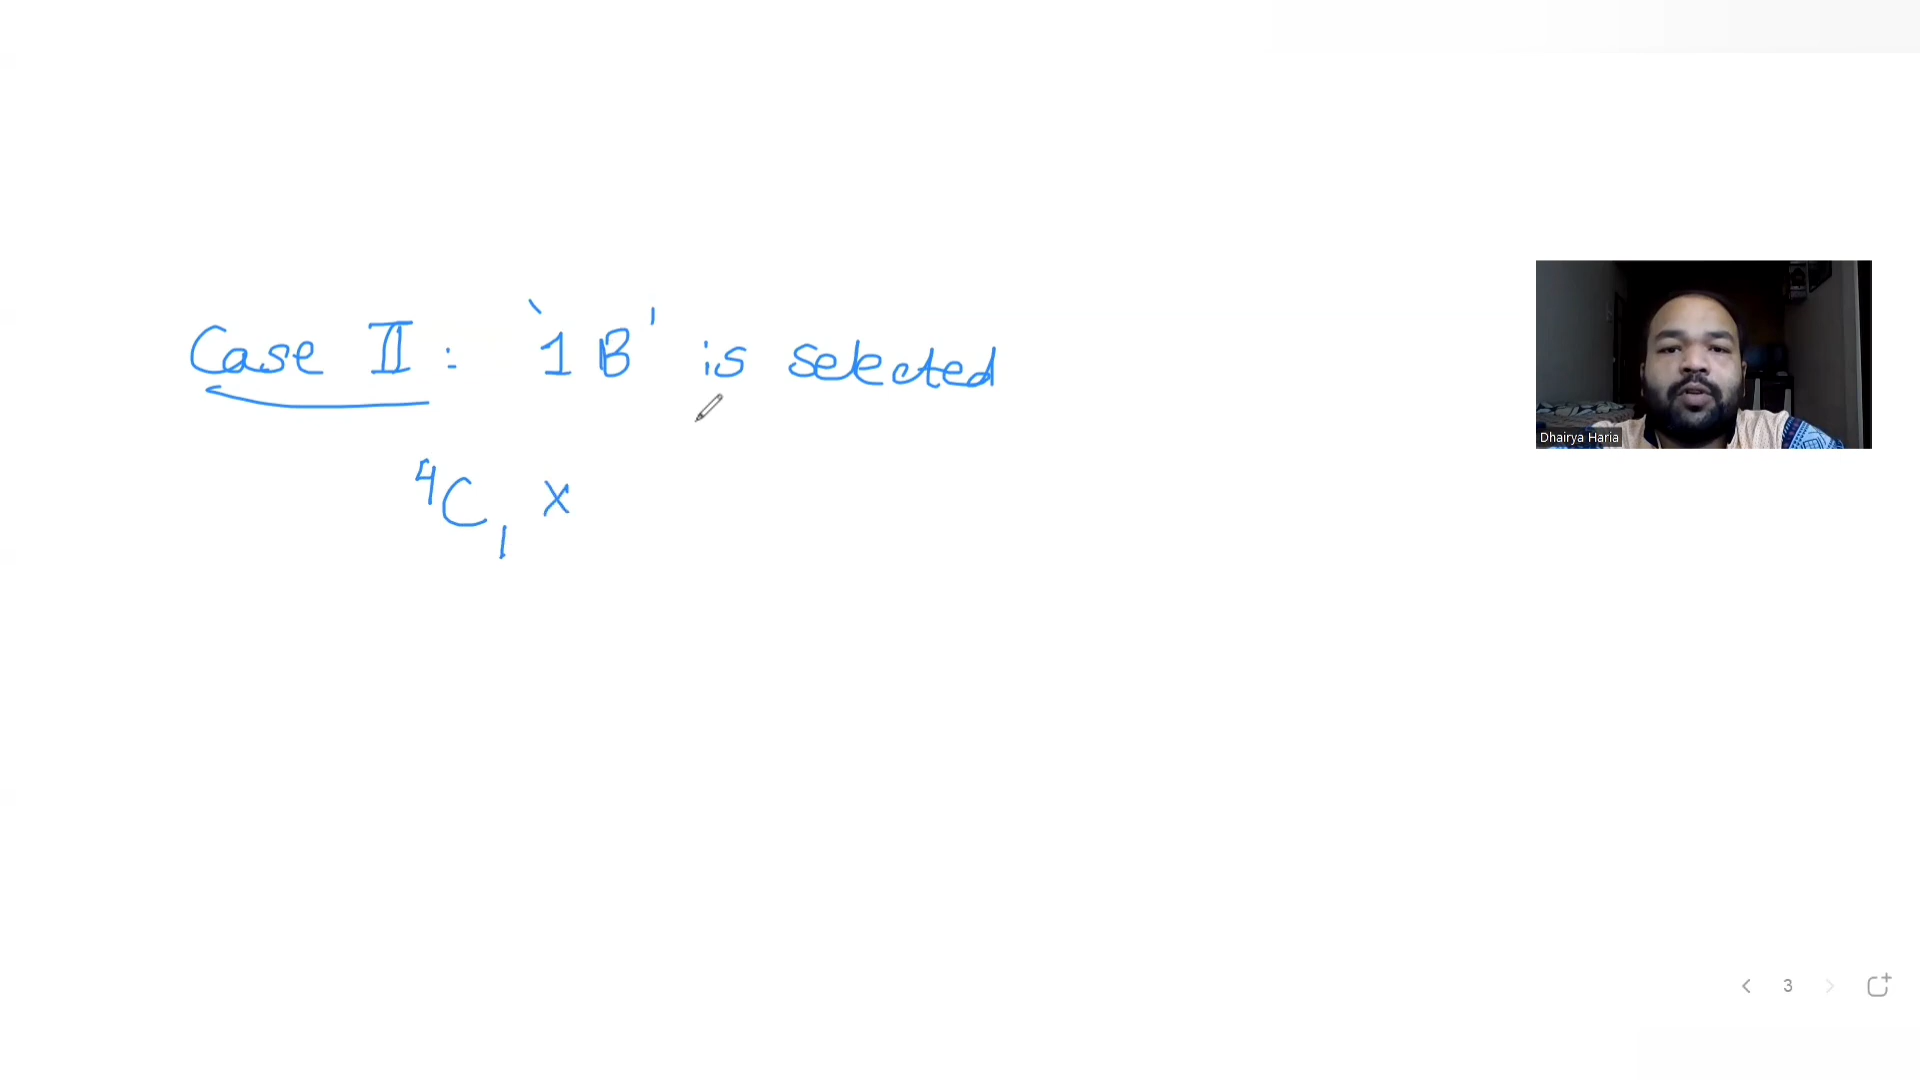 Case II : '1 B' is selected
⁴C₁ ×
Dhairya Haria
3